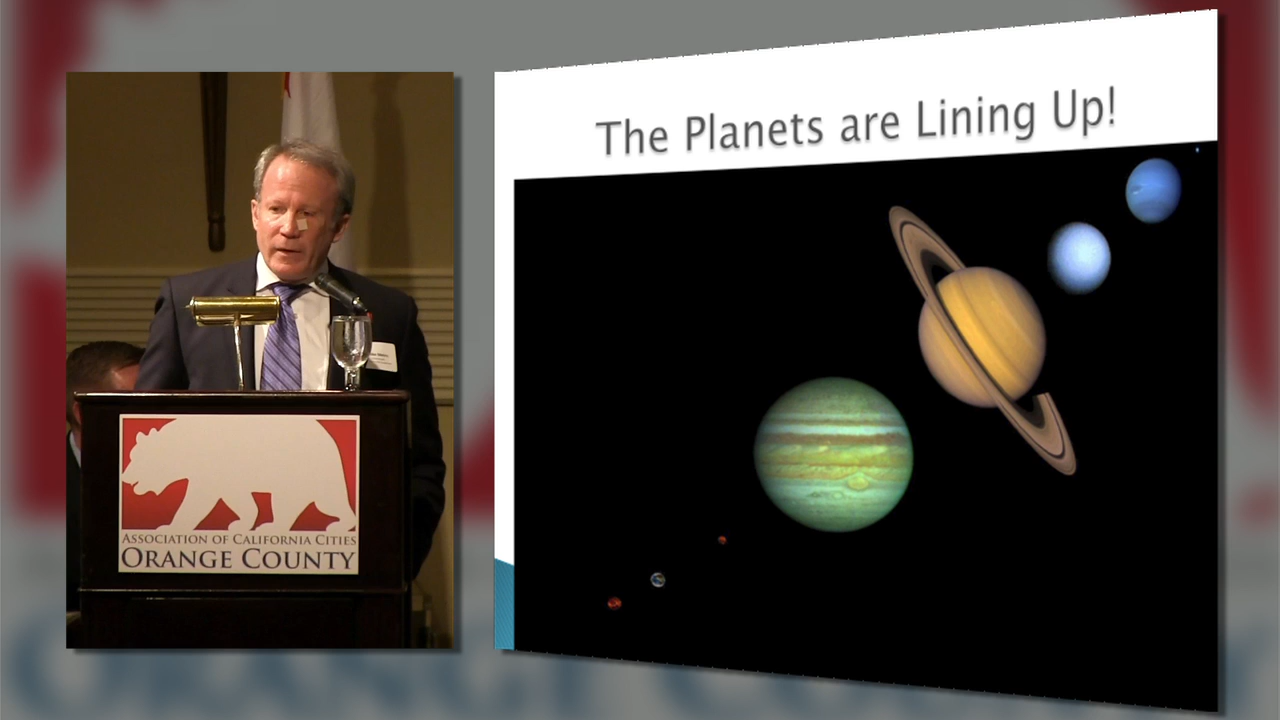 The Planets are Lining Up!
ASSOCIATION OF CALIFORNIA CITIES
ORANGE COUNTY